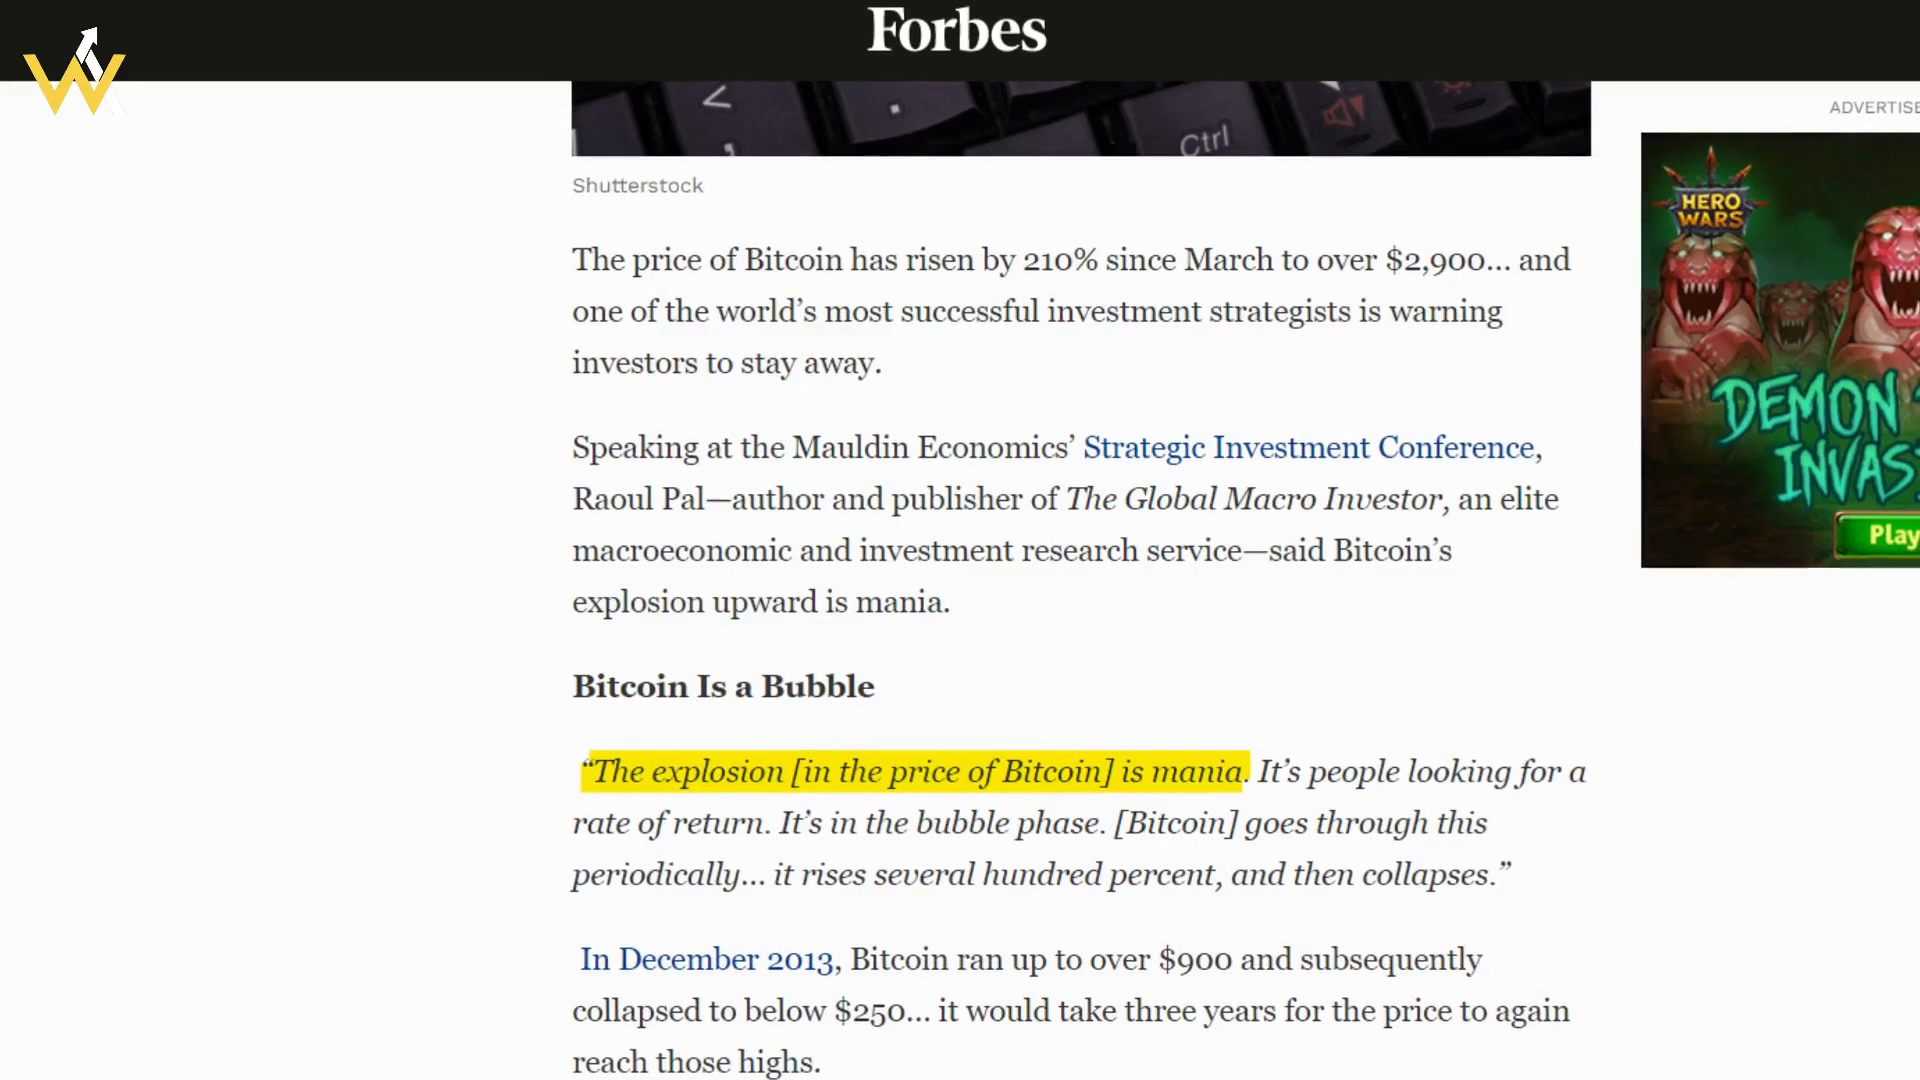 Forbes
W
< , . Ctrl
ADVERTISE
Shutterstock
HERO
WARS
The price of Bitcoin has risen by 210% since March to over $2,900… and
one of the world’s most successful investment strategists is warning
investors to stay away.
DEMON
INVAS
Play
Speaking at the Mauldin Economics’ Strategic Investment Conference,
Raoul Pal—author and publisher of The Global Macro Investor, an elite
macroeconomic and investment research service—said Bitcoin’s
explosion upward is mania.
Bitcoin Is a Bubble
“The explosion [in the price of Bitcoin] is mania. It’s people looking for a
rate of return. It’s in the bubble phase. [Bitcoin] goes through this
periodically… it rises several hundred percent, and then collapses.”
In December 2013, Bitcoin ran up to over $900 and subsequently
collapsed to below $250… it would take three years for the price to again
reach those highs.